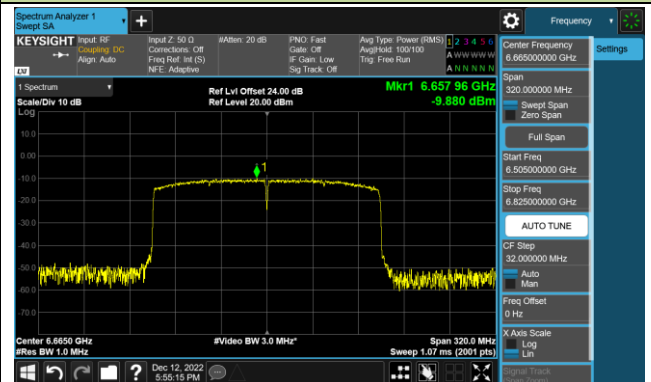 Spectrum Analyzer 1
Swept SA
Frequency
KEYSIGHT
Input: RF
Coupling: DC
Align: Auto
Input Z: 50 Ω
Corrections: Off
Freq Ref: Int (S)
NFE: Adaptive
#Atten: 20 dB
PNO: Fast
Gate: Off
IF Gain: Low
Sig Track: Off
Avg Type: Power (RMS)
Avg|Hold: 100/100
Trig: Free Run
1 2 3 4 5 6
A W W W W W
A N N N N N
LXI
1 Spectrum
Scale/Div 10 dB
Log
Ref Lvl Offset 24.00 dB
Ref Level 20.00 dBm
Mkr1 6.657 96 GHz
-9.880 dBm
10.0
0.00
-10.0
-20.0
-30.0
-40.0
-50.0
-60.0
-70.0
1
Center 6.6650 GHz
#Res BW 1.0 MHz
#Video BW 3.0 MHz*
Span 320.0 MHz
Sweep 1.07 ms (2001 pts)
Dec 12, 2022
5:55:15 PM
Center Frequency
6.665000000 GHz
Settings
Span
320.000000 MHz
Swept Span
Zero Span
Full Span
Start Freq
6.505000000 GHz
Stop Freq
6.825000000 GHz
AUTO TUNE
CF Step
32.000000 MHz
Auto
Man
Freq Offset
0 Hz
X Axis Scale
Log
Lin
Signal Track